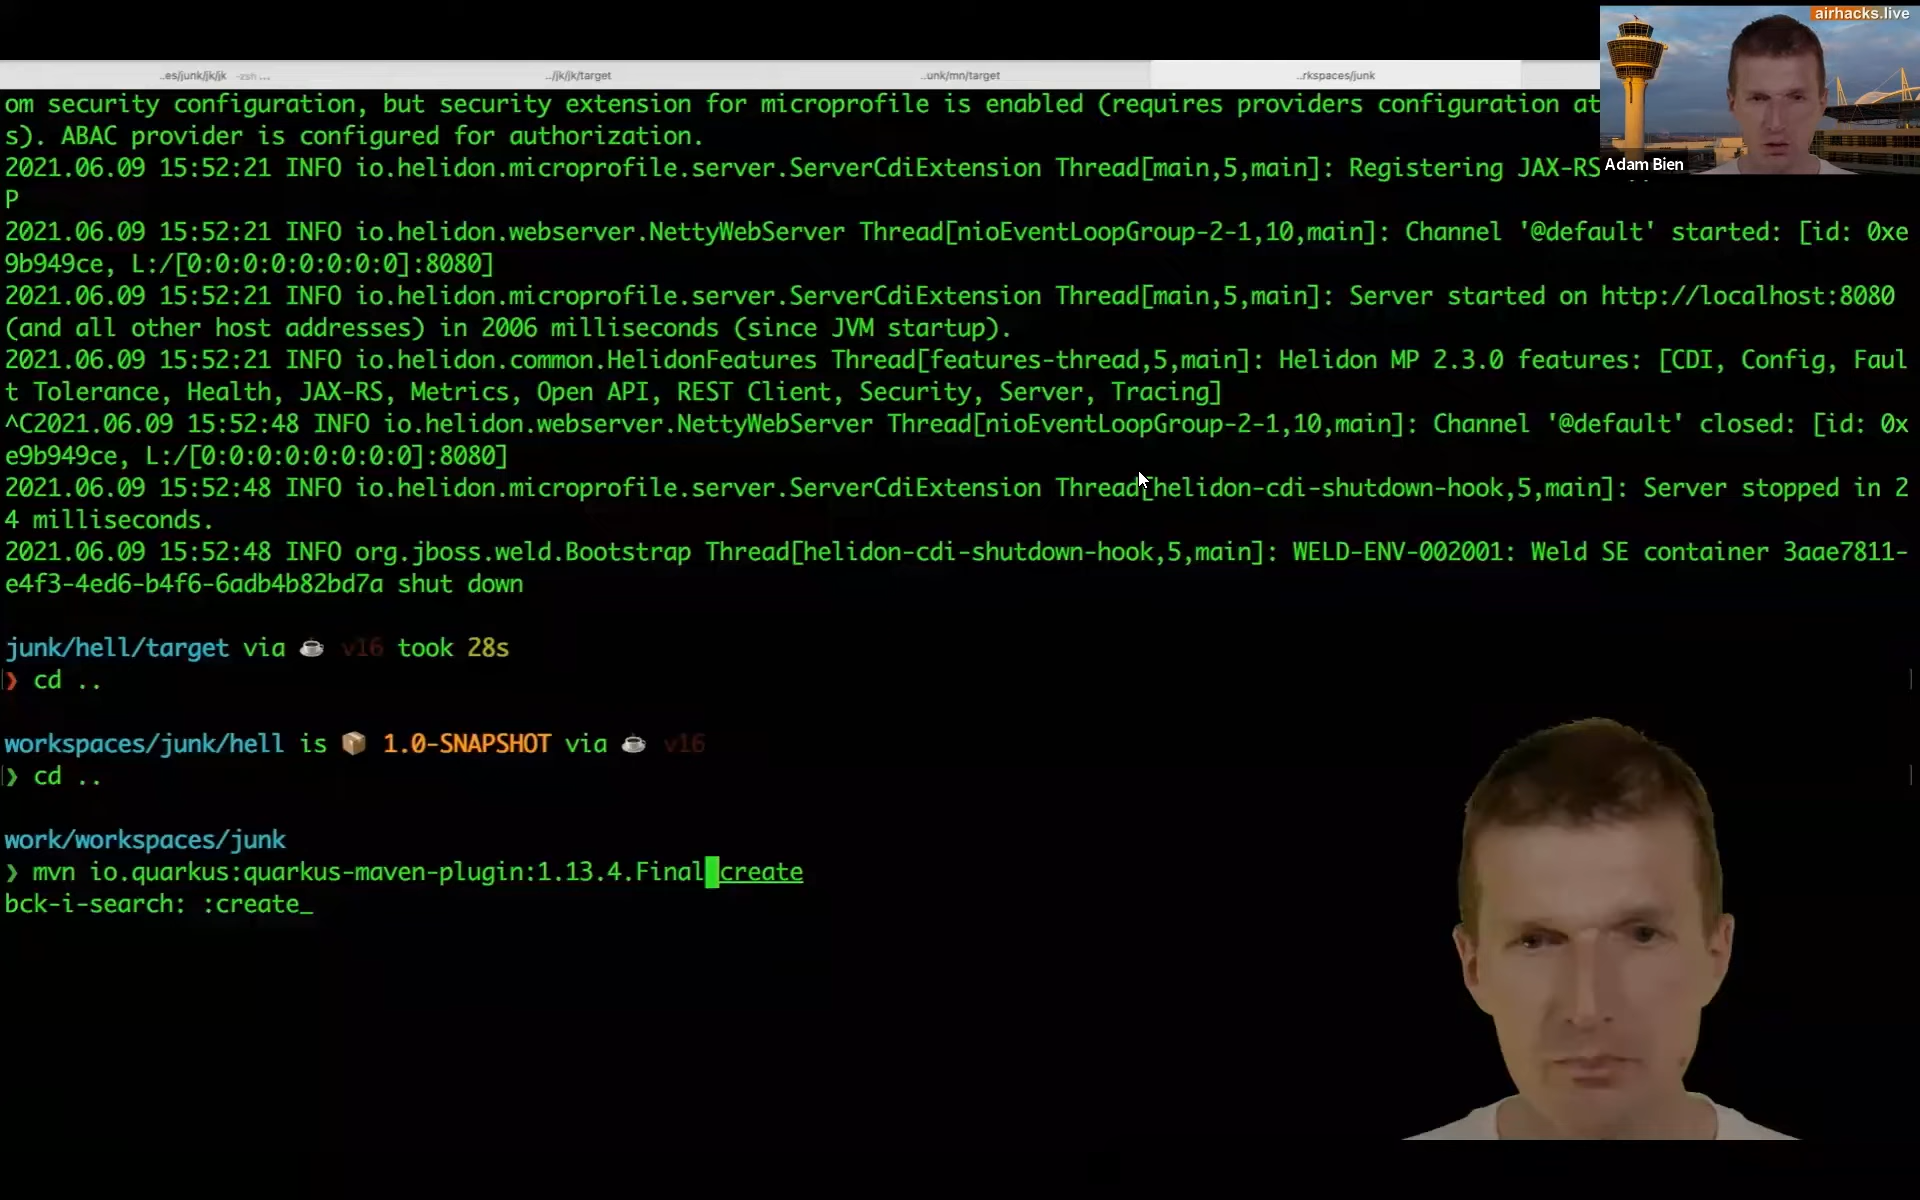 airhacks.live
..es/junk/jk/jk -zsh ...
../jk/jk/target
..unk/mn/target
..rkspaces/junk
om security configuration, but security extension for microprofile is enabled (requires providers configuration at
s). ABAC provider is configured for authorization.
Adam Bien
2021.06.09 15:52:21 INFO io.helidon.microprofile.server.ServerCdiExtension Thread[main,5,main]: Registering JAX-RS
P
2021.06.09 15:52:21 INFO io.helidon.webserver.NettyWebServer Thread[nioEventLoopGroup-2-1,10,main]: Channel '@default' started: [id: 0xe
9b949ce, L:/[0:0:0:0:0:0:0:0]:8080]
2021.06.09 15:52:21 INFO io.helidon.microprofile.server.ServerCdiExtension Thread[main,5,main]: Server started on http://localhost:8080
(and all other host addresses) in 2006 milliseconds (since JVM startup).
2021.06.09 15:52:21 INFO io.helidon.common.HelidonFeatures Thread[features-thread,5,main]: Helidon MP 2.3.0 features: [CDI, Config, Faul
t Tolerance, Health, JAX-RS, Metrics, Open API, REST Client, Security, Server, Tracing]
^C2021.06.09 15:52:48 INFO io.helidon.webserver.NettyWebServer Thread[nioEventLoopGroup-2-1,10,main]: Channel '@default' closed: [id: 0x
e9b949ce, L:/[0:0:0:0:0:0:0:0]:8080]
2021.06.09 15:52:48 INFO io.helidon.microprofile.server.ServerCdiExtension Thread[helidon-cdi-shutdown-hook,5,main]: Server stopped in 2
4 milliseconds.
2021.06.09 15:52:48 INFO org.jboss.weld.Bootstrap Thread[helidon-cdi-shutdown-hook,5,main]: WELD-ENV-002001: Weld SE container 3aae7811-
e4f3-4ed6-b4f6-6adb4b82bd7a shut down
junk/hell/target via ☕ v16 took 28s
❯ cd ..
workspaces/junk/hell is 📦 1.0-SNAPSHOT via ☕ v16
❯ cd ..
work/workspaces/junk
❯ mvn io.quarkus:quarkus-maven-plugin:1.13.4.Final create
bck-i-search: :create_